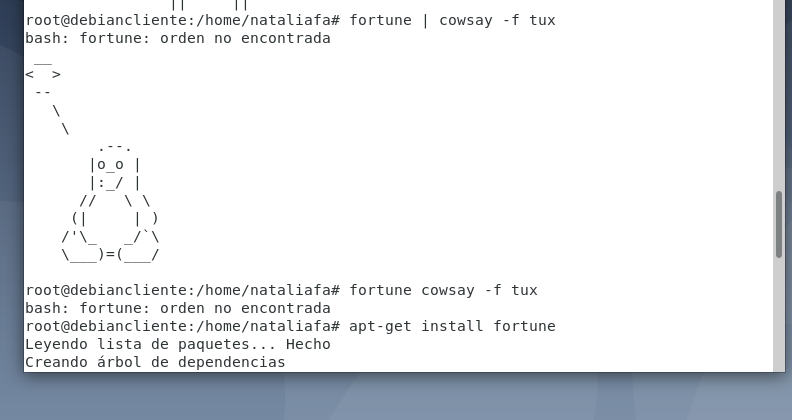 ||     ||
root@debiancliente:/home/nataliafa# fortune | cowsay -f tux
bash: fortune: orden no encontrada
 __
<  >
 --
   \
    \
        .--.
       |o_o |
       |:_/ |
      //   \ \
     (|     | )
    /'\_   _/`\
    \___)=(___/

root@debiancliente:/home/nataliafa# fortune cowsay -f tux
bash: fortune: orden no encontrada
root@debiancliente:/home/nataliafa# apt-get install fortune
Leyendo lista de paquetes... Hecho
Creando árbol de dependencias